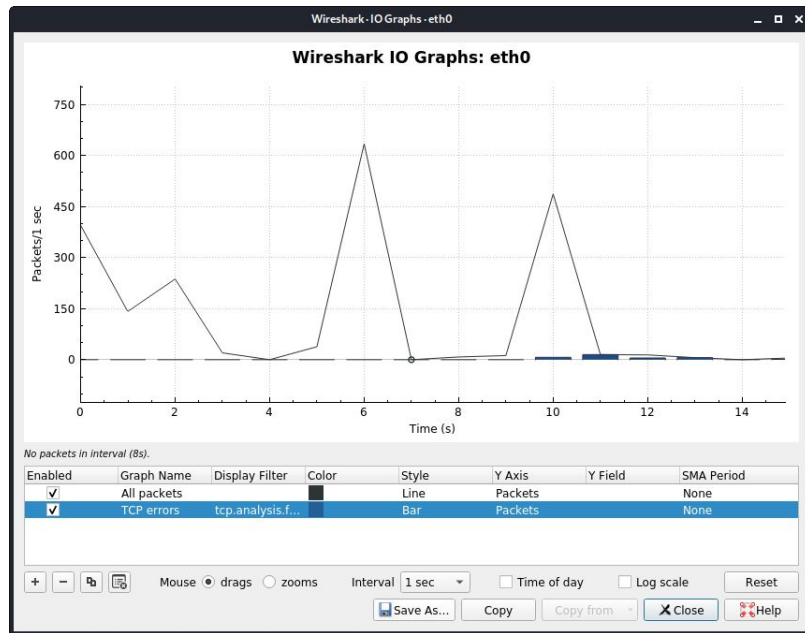 Wireshark · IO Graphs · eth0
Wireshark IO Graphs: eth0
750
600
450
300
150
0
Packets/1 sec
0 2 4 6 8 10 12 14
Time (s)
No packets in interval (8s).
Enabled Graph Name Display Filter Color Style Y Axis Y Field SMA Period
All packets Line Packets None
TCP errors tcp.analysis.f... Bar Packets None
+ − Mouse drags zooms Interval 1 sec Time of day Log scale Reset
Save As... Copy Copy from Close Help